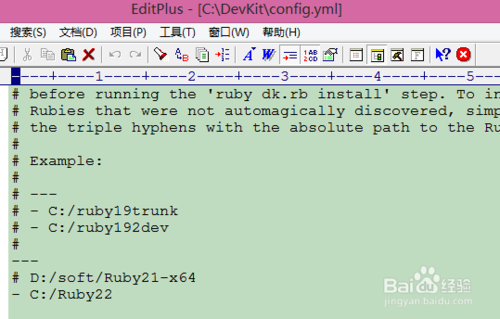 EditPlus - [C:\DevKit\config.yml]
搜索(S) 文档(D) 项目(P) 工具(T) 窗口(W) 帮助(H)
----+----1----+----2----+----3----+----4----+----5----
# before running the 'ruby dk.rb install' step. To in
# Rubies that were not automagically discovered, simp
# the triple hyphens with the absolute path to the Ru
#
# Example:
#
# ---
# - C:/ruby19trunk
# - C:/ruby192dev
#
---
# D:/soft/Ruby21-x64
- C:/Ruby22
Baidu 经验
jingyan.baidu.com